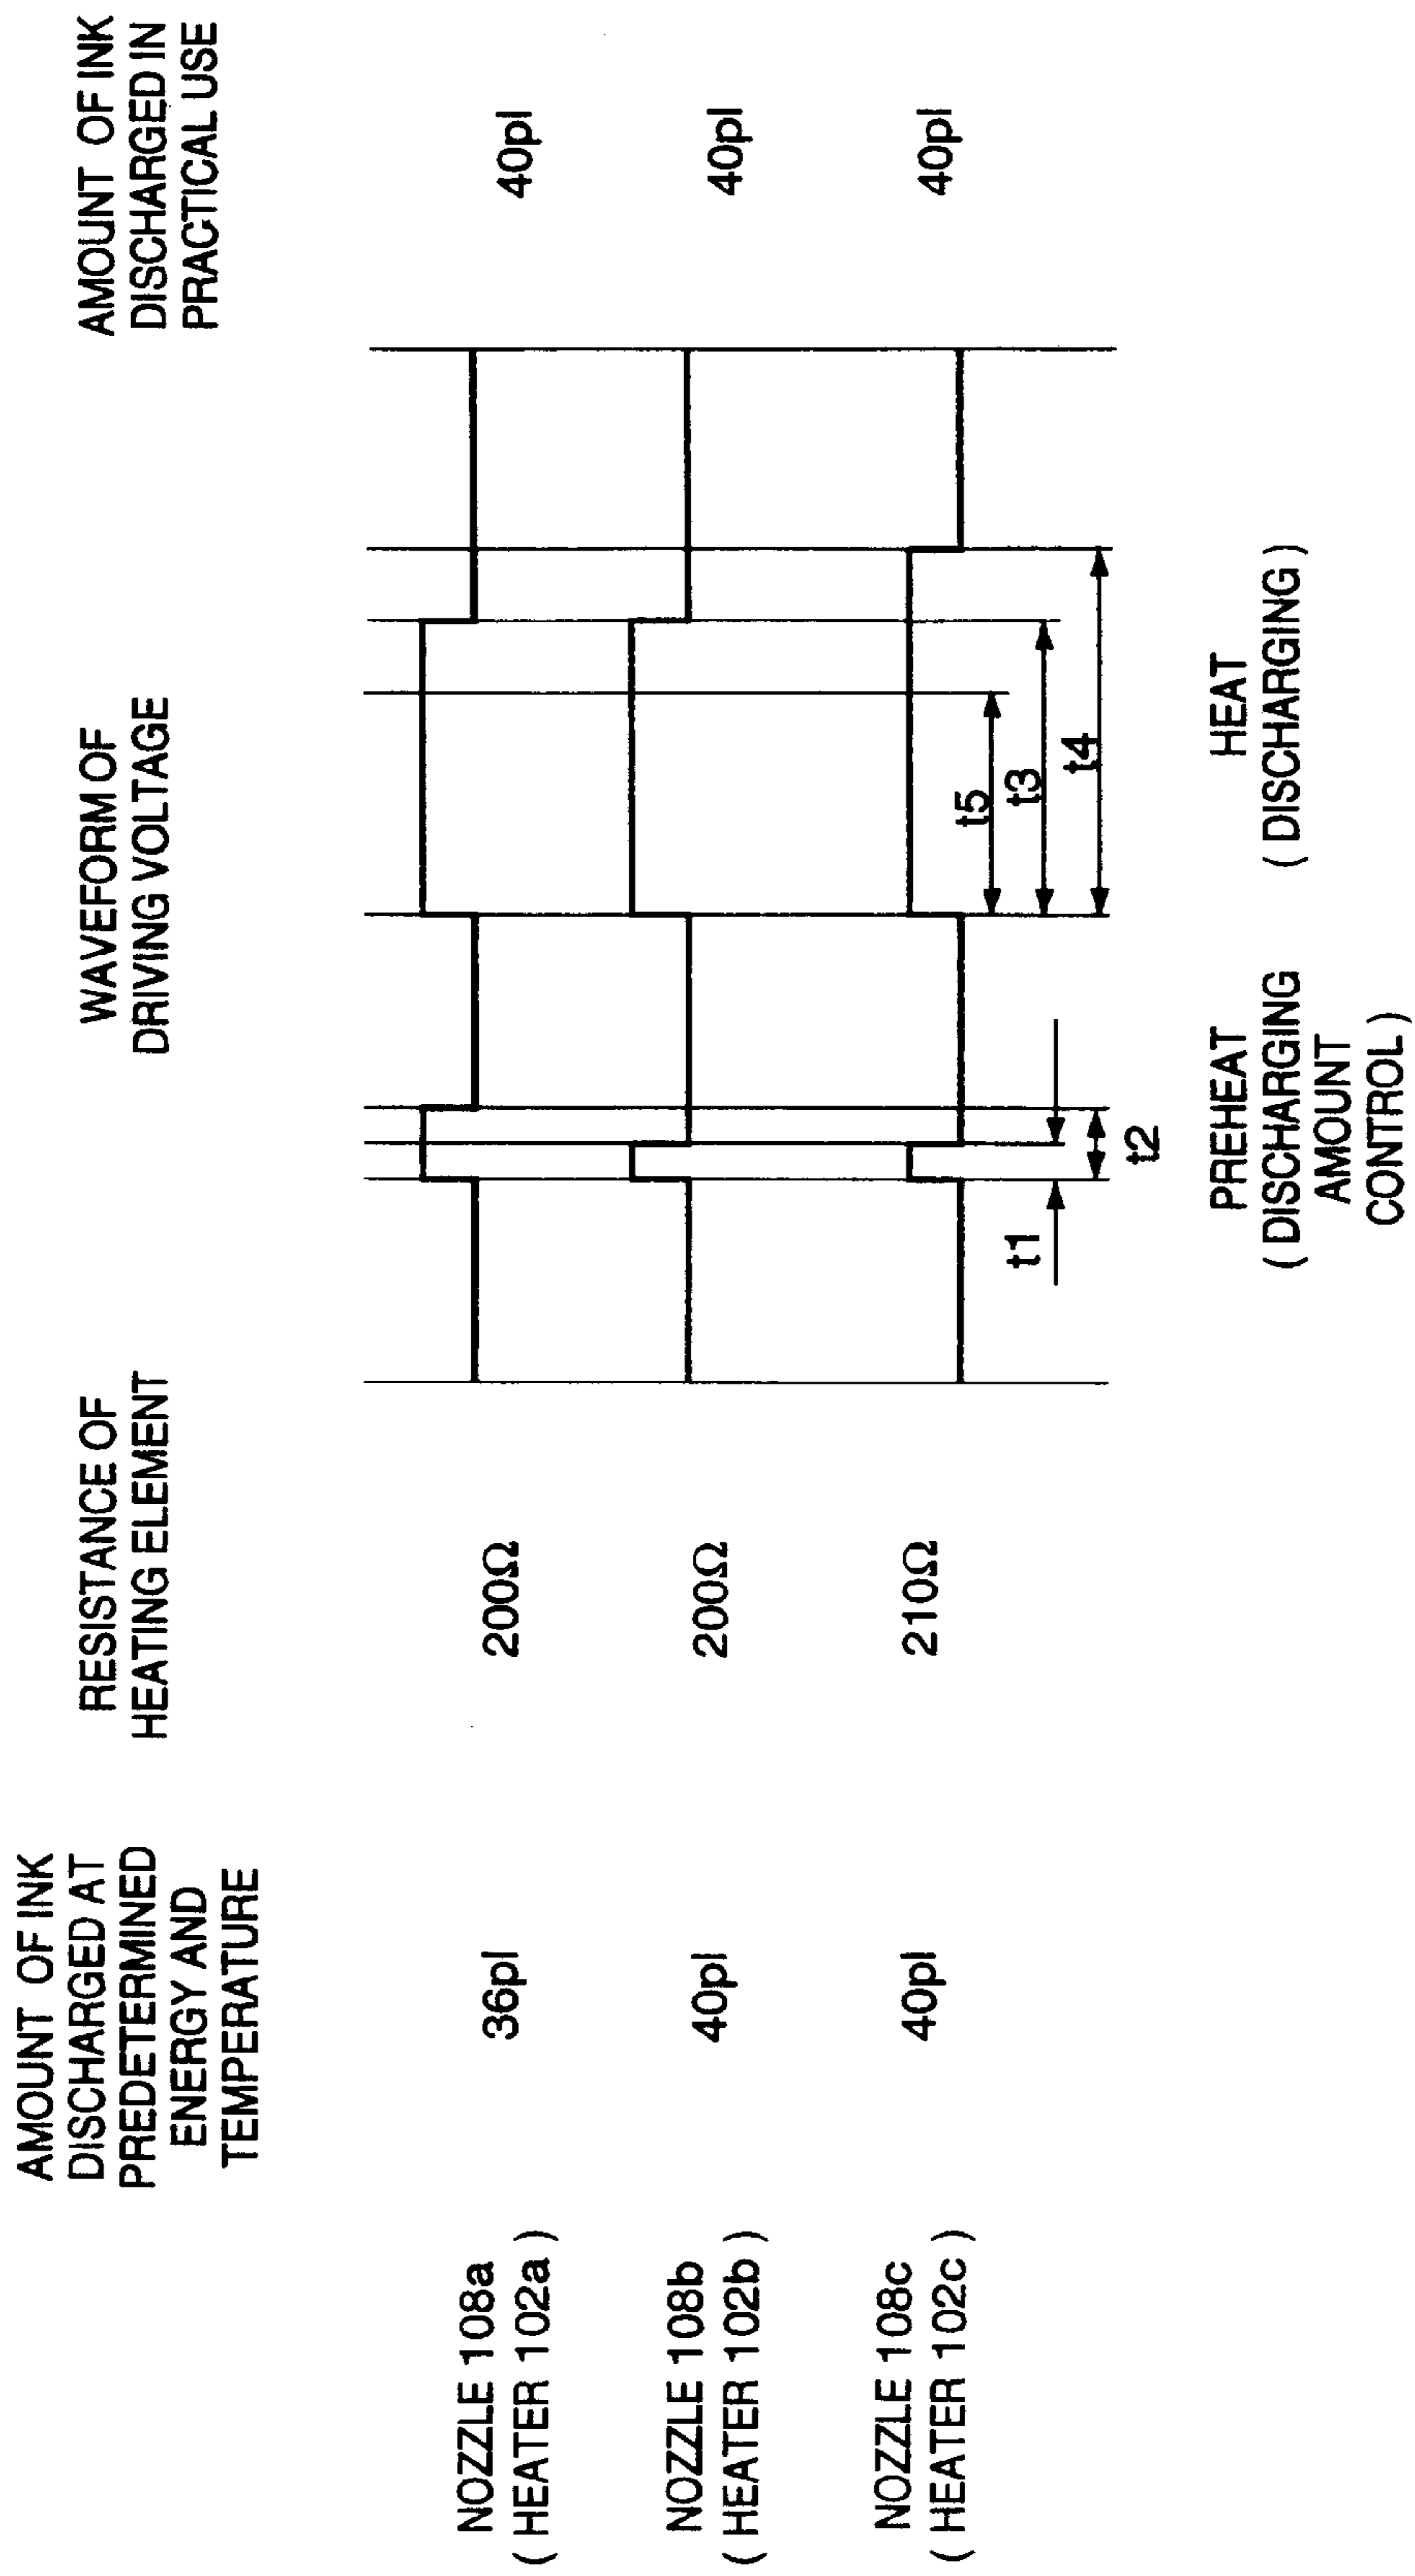 AMOUNT OF INK
DISCHARGED AT
PREDETERMINED
ENERGY AND
TEMPERATURE
RESISTANCE OF
HEATING ELEMENT
WAVEFORM OF
DRIVING VOLTAGE
AMOUNT OF INK
DISCHARGED IN
PRACTICAL USE
NOZZLE 108a
( HEATER 102a )
36pl
200Ω
40pl
NOZZLE 108b
( HEATER 102b )
40pl
200Ω
40pl
NOZZLE 108c
( HEATER 102c )
40pl
210Ω
40pl
t5
t1
t3
t4
t2
PREHEAT
( DISCHARGING
AMOUNT
CONTROL )
HEAT
( DISCHARGING )